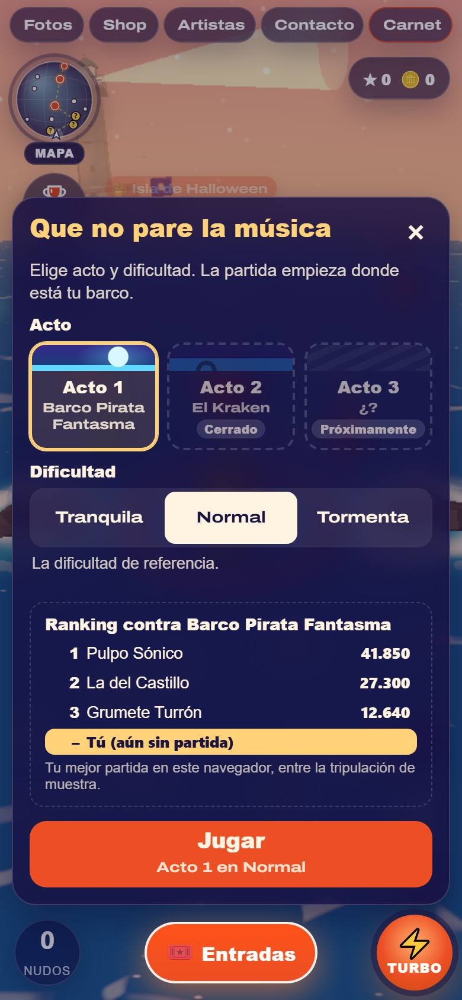 Fotos
Shop
Artistas
Contacto
Carnet
★ 0 0
? ? ?
MAPA
Isla de Halloween
Que no pare la música
×
Elige acto y dificultad. La partida empieza donde
está tu barco.
Acto
Acto 1
Barco Pirata
Fantasma
Acto 2
El Kraken
Cerrado
Acto 3
¿?
Próximamente
Dificultad
Tranquila
Normal
Tormenta
La dificultad de referencia.
Ranking contra Barco Pirata Fantasma
1 Pulpo Sónico 41.850
2 La del Castillo 27.300
3 Grumete Turrón 12.640
– Tú (aún sin partida)
Tu mejor partida en este navegador, entre la tripulación de
muestra.
Jugar
Acto 1 en Normal
0
NUDOS
Entradas
TURBO